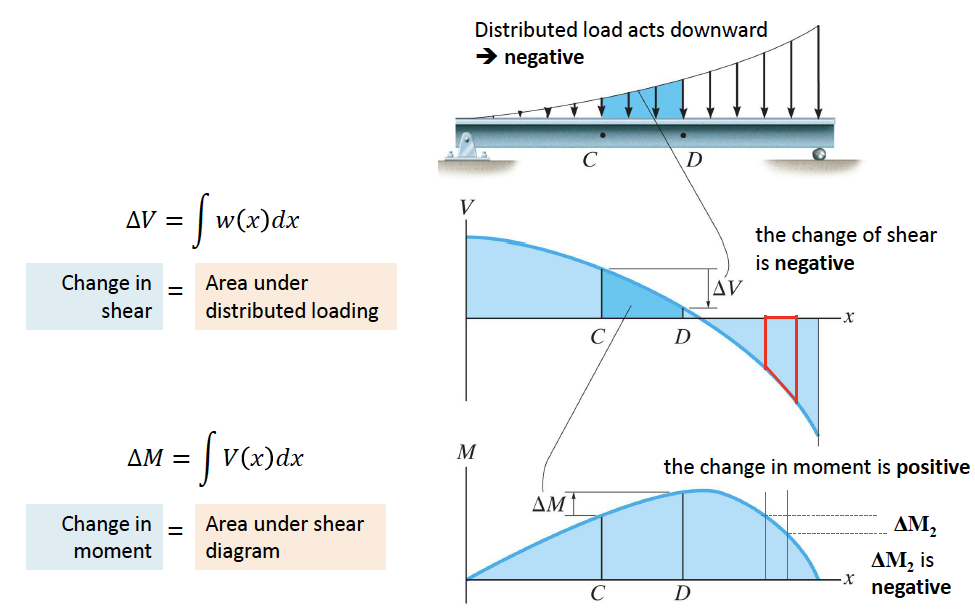 Distributed load acts downward
➔ negative
C
D
V
ΔV = ∫ w(x)dx
the change of shear
is negative
Change in
shear
=
Area under
distributed loading
ΔV
x
C
D
M
ΔM = ∫ V(x)dx
the change in moment is positive
ΔM
Change in
moment
=
Area under shear
diagram
ΔM₂
ΔM₂ is
negative
x
C
D